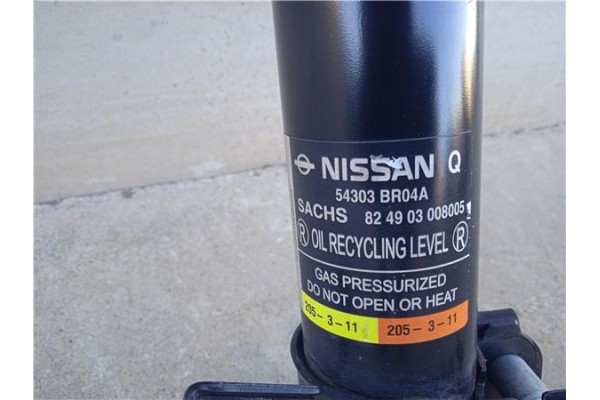 NISSAN Q
54303 BR04A
SACHS 82 49 03 008005
Ⓡ OIL RECYCLING LEVEL Ⓡ
GAS PRESSURIZED
DO NOT OPEN OR HEAT
205-3-11 205-3-11